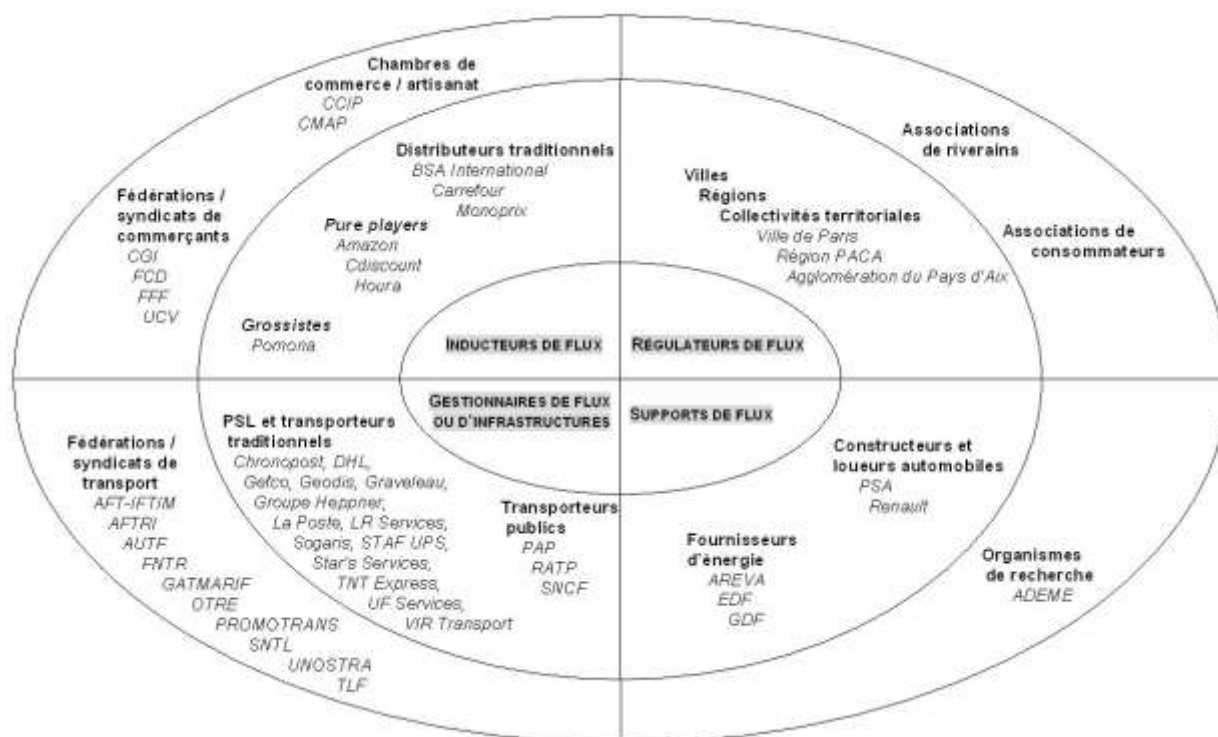 Chambres de
commerce / artisanat
CCIP
CMAP
Fédérations /
syndicats de
commerçants
CGI
FCD
FFF
UCV
Distributeurs traditionnels
BSA International
Carrefour
Monoprix
Pure players
Amazon
Cdiscount
Houra
Grossistes
Pomona
INDUCTEURS DE FLUX
RÉGULATEURS DE FLUX
Villes
Régions
Collectivités territoriales
Ville de Paris
Région PACA
Agglomération du Pays d'Aix
Associations
de riverains
Associations de
consommateurs
GESTIONNAIRES DE FLUX
OU D'INFRASTRUCTURES
SUPPORTS DE FLUX
Fédérations /
syndicats de
transport
AFT-IFTIM
AFTRI
AUTF
FNTR
GATMARIF
OTRE
PROMOTRANS
SNTL
UNOSTRA
TLF
PSL et transporteurs
traditionnels
Chronopost, DHL,
Gefco, Geodis, Graveleau,
Groupe Heppner,
La Poste, LR Services,
Sogaris, STAF UPS,
Star's Services,
TNT Express,
UF Services,
VIR Transport
Transporteurs
publics
PAP
RATP
SNCF
Fournisseurs
d'ènergie
AREVA
EDF
GDF
Constructeurs et
loueurs automobiles
PSA
Renault
Organismes
de recherche
ADEME